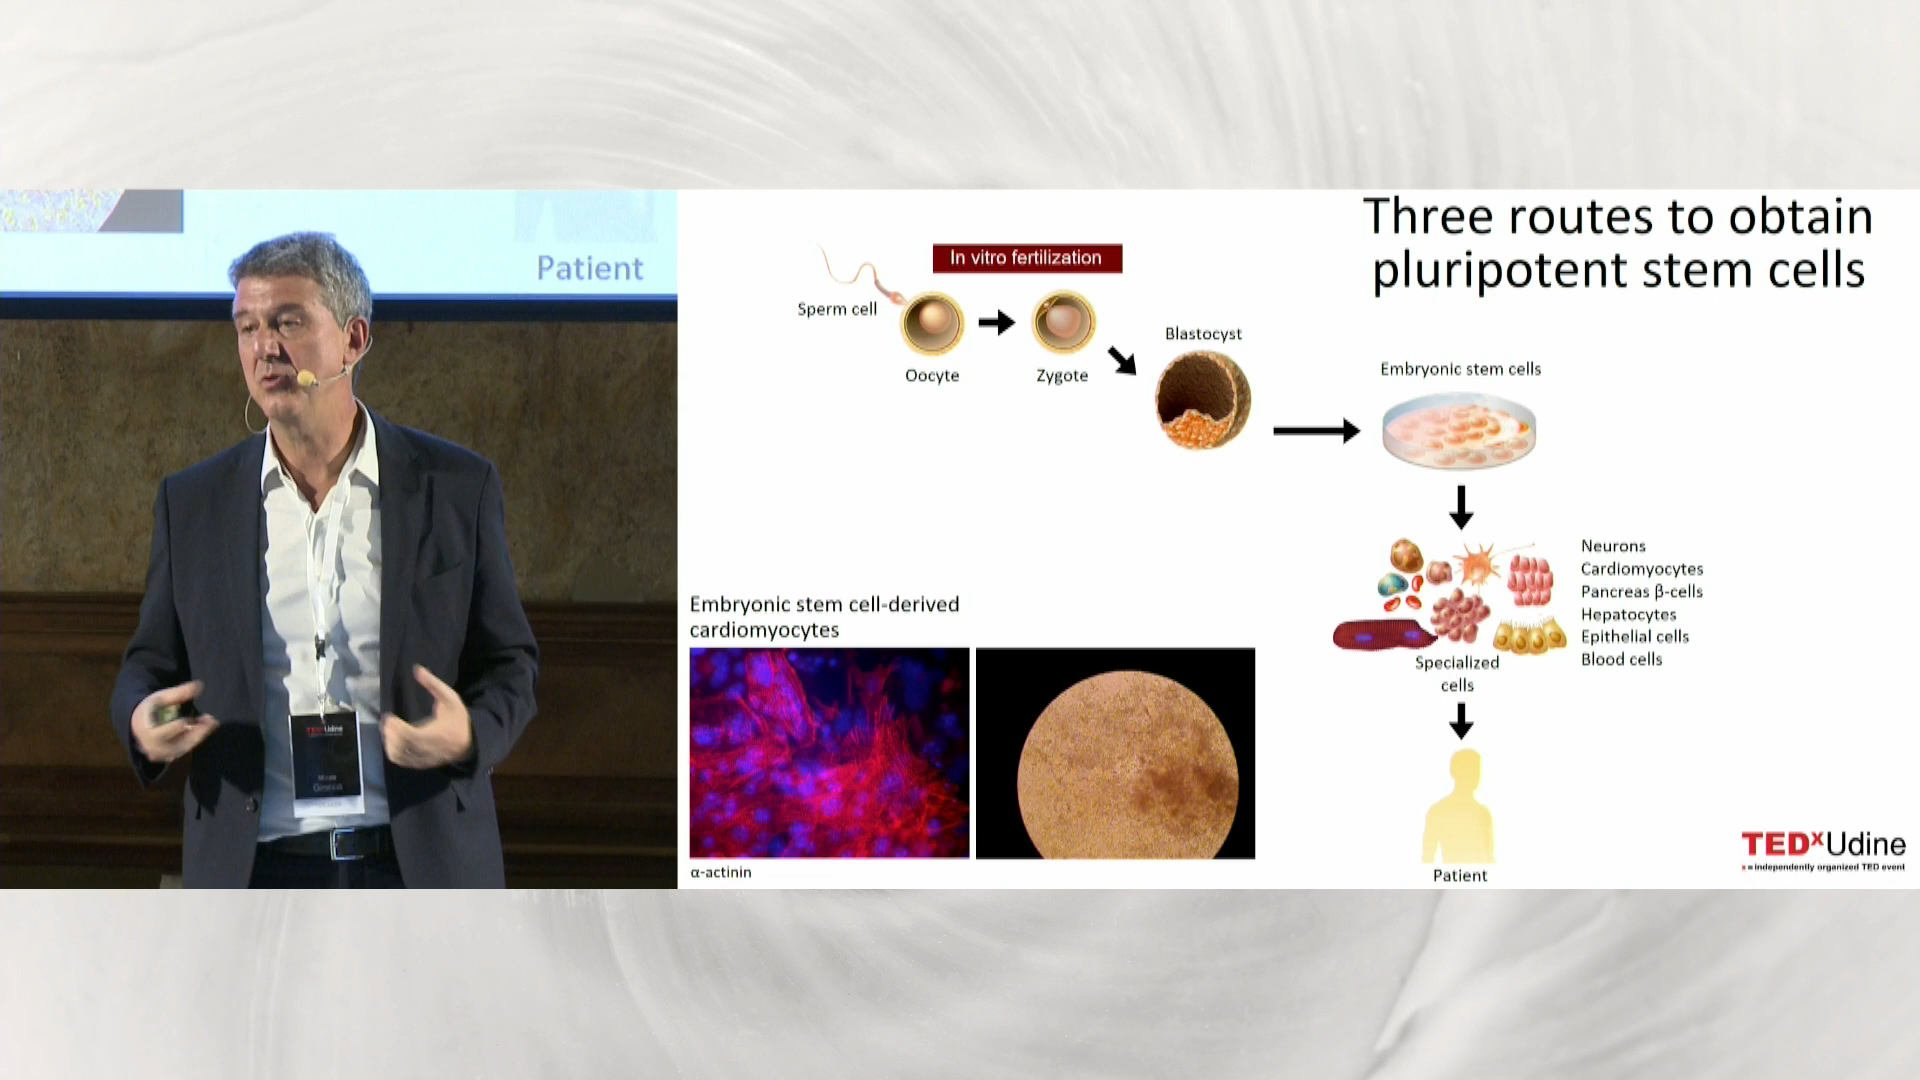 Patient
TEDxUdine
Three routes to obtain
pluripotent stem cells
In vitro fertilization
Sperm cell
Oocyte
Zygote
Blastocyst
Embryonic stem cells
Neurons
Cardiomyocytes
Pancreas β-cells
Hepatocytes
Epithelial cells
Blood cells
Specialized
cells
Patient
Embryonic stem cell-derived
cardiomyocytes
α-actinin
TEDxUdine
x = independently organized TED event